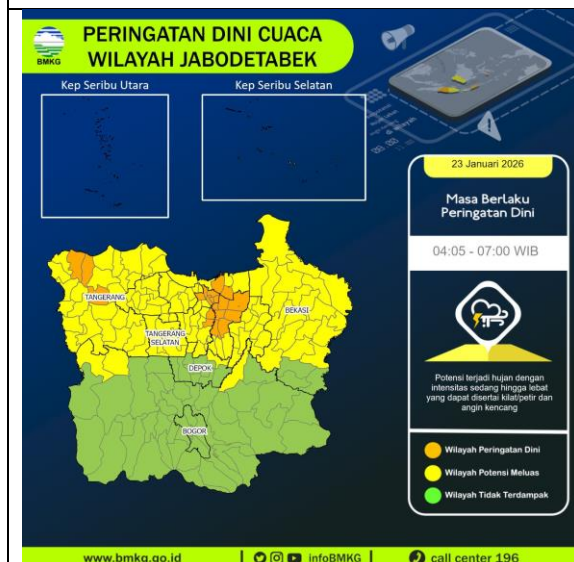 BMKG
PERINGATAN DINI CUACA
WILAYAH JABODETABEK
Kep Seribu Utara
Kep Seribu Selatan
23 Januari 2026
Masa Berlaku
Peringatan Dini
04:05 - 07:00 WIB
TANGERANG
BEKASI
TANGERANG
SELATAN
DEPOK
BOGOR
Potensi terjadi hujan dengan
intensitas sedang hingga lebat
yang dapat disertai kilat/petir dan
angin kencang
Wilayah Peringatan Dini
Wilayah Potensi Meluas
Wilayah Tidak Terdampak
www.bmkg.go.id
infoBMKG
call center 196